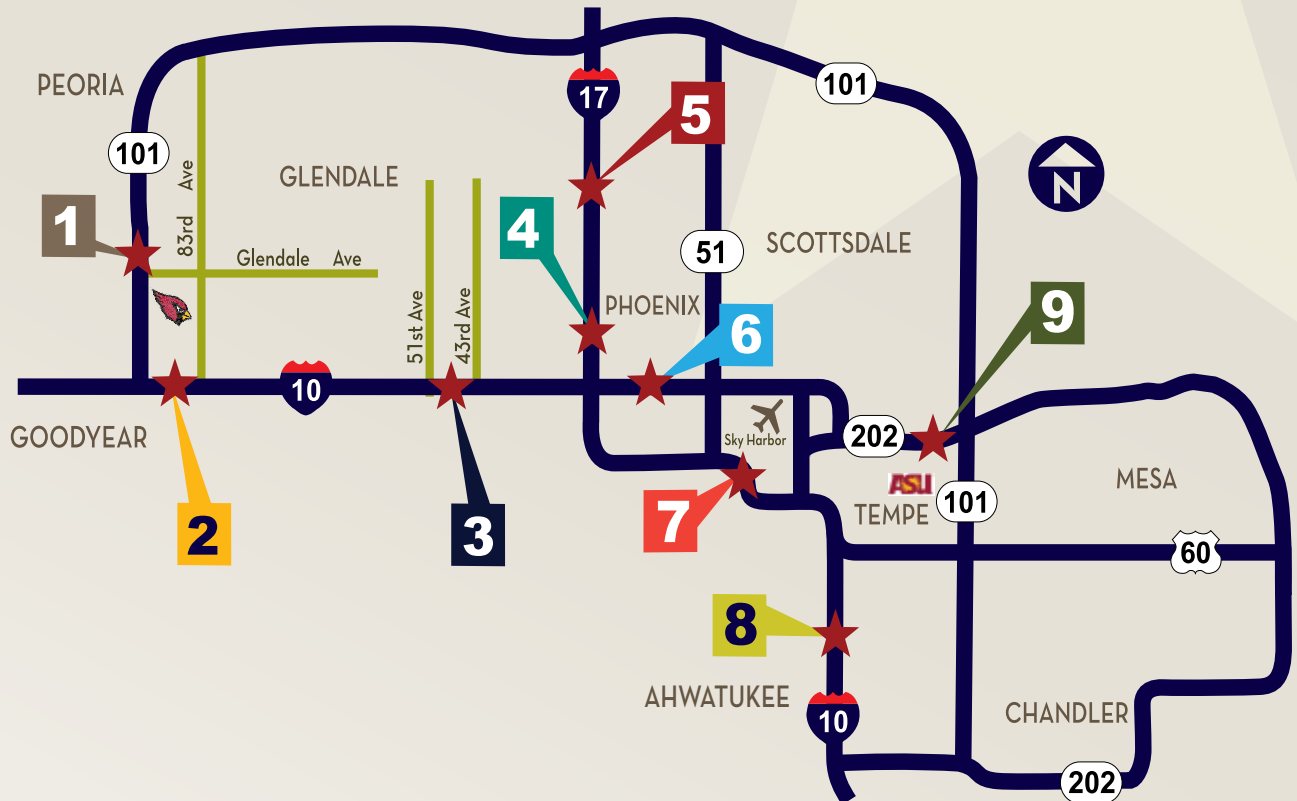 PEORIA
101
83rd Ave
GLENDALE
17
5
101
N
1
4
51
SCOTTSDALE
Glendale Ave
51st Ave
43rd Ave
PHOENIX
6
9
10
GOODYEAR
Sky Harbor
202
ASU
TEMPE
101
MESA
2
3
7
60
8
AHWATUKEE
10
CHANDLER
202